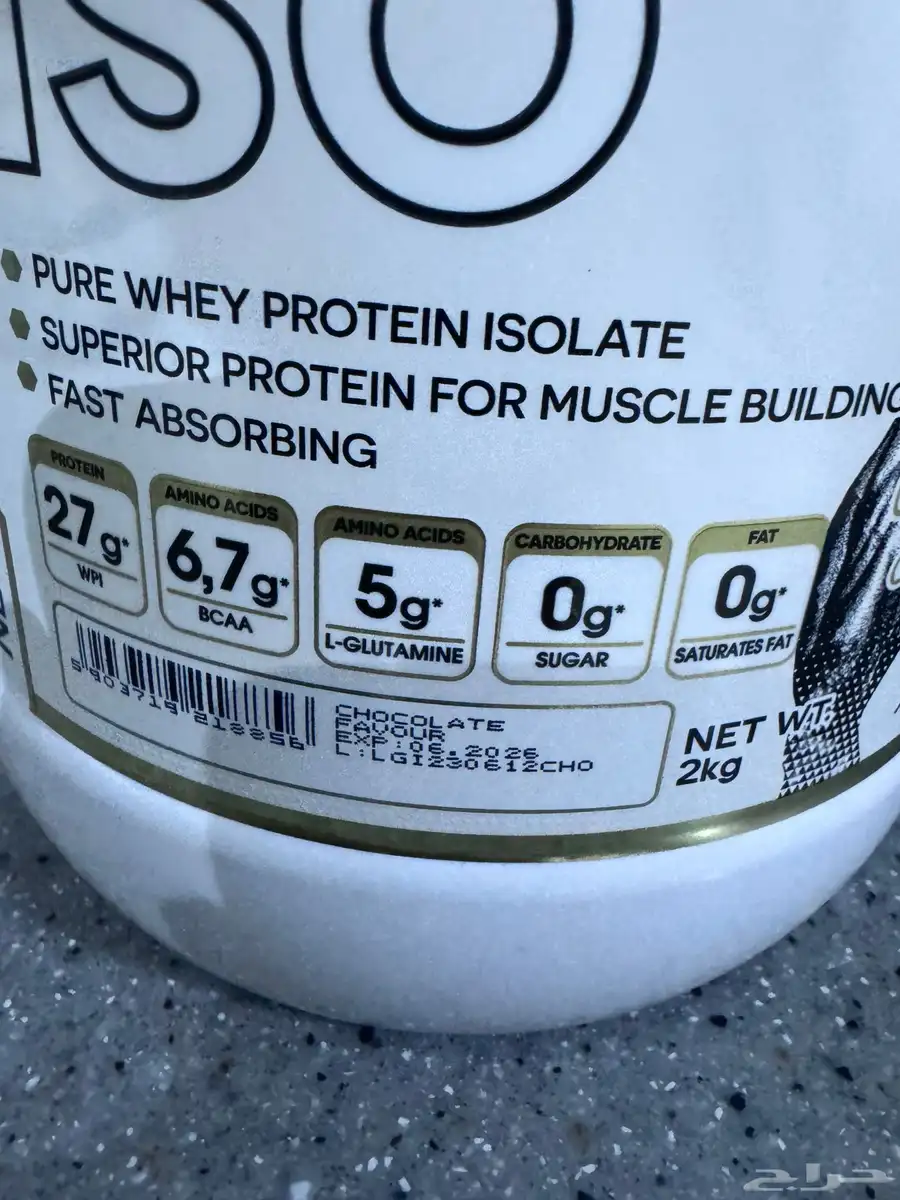 ISO
PURE WHEY PROTEIN ISOLATE
SUPERIOR PROTEIN FOR MUSCLE BUILDING
FAST ABSORBING
PROTEIN
27g*
WPI
AMINO ACIDS
6,7g*
BCAA
AMINO ACIDS
5g*
L-GLUTAMINE
CARBOHYDRATE
0g*
SUGAR
FAT
0g*
SATURATES FAT
CHOCOLATE
FAVOUR
EXP:06.2026
L:LGI230612CHO
NET WT.
2kg
حراج